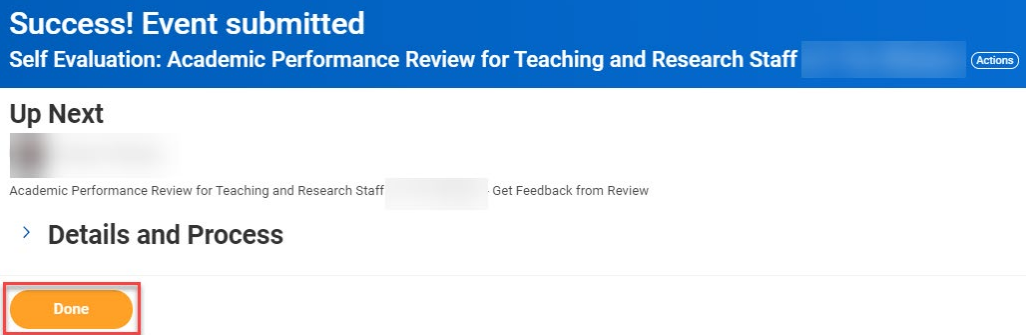 Success! Event submitted
Self Evaluation: Academic Performance Review for Teaching and Research Staff Actions
Up Next
Academic Performance Review for Teaching and Research Staff - Get Feedback from Review
Details and Process
Done